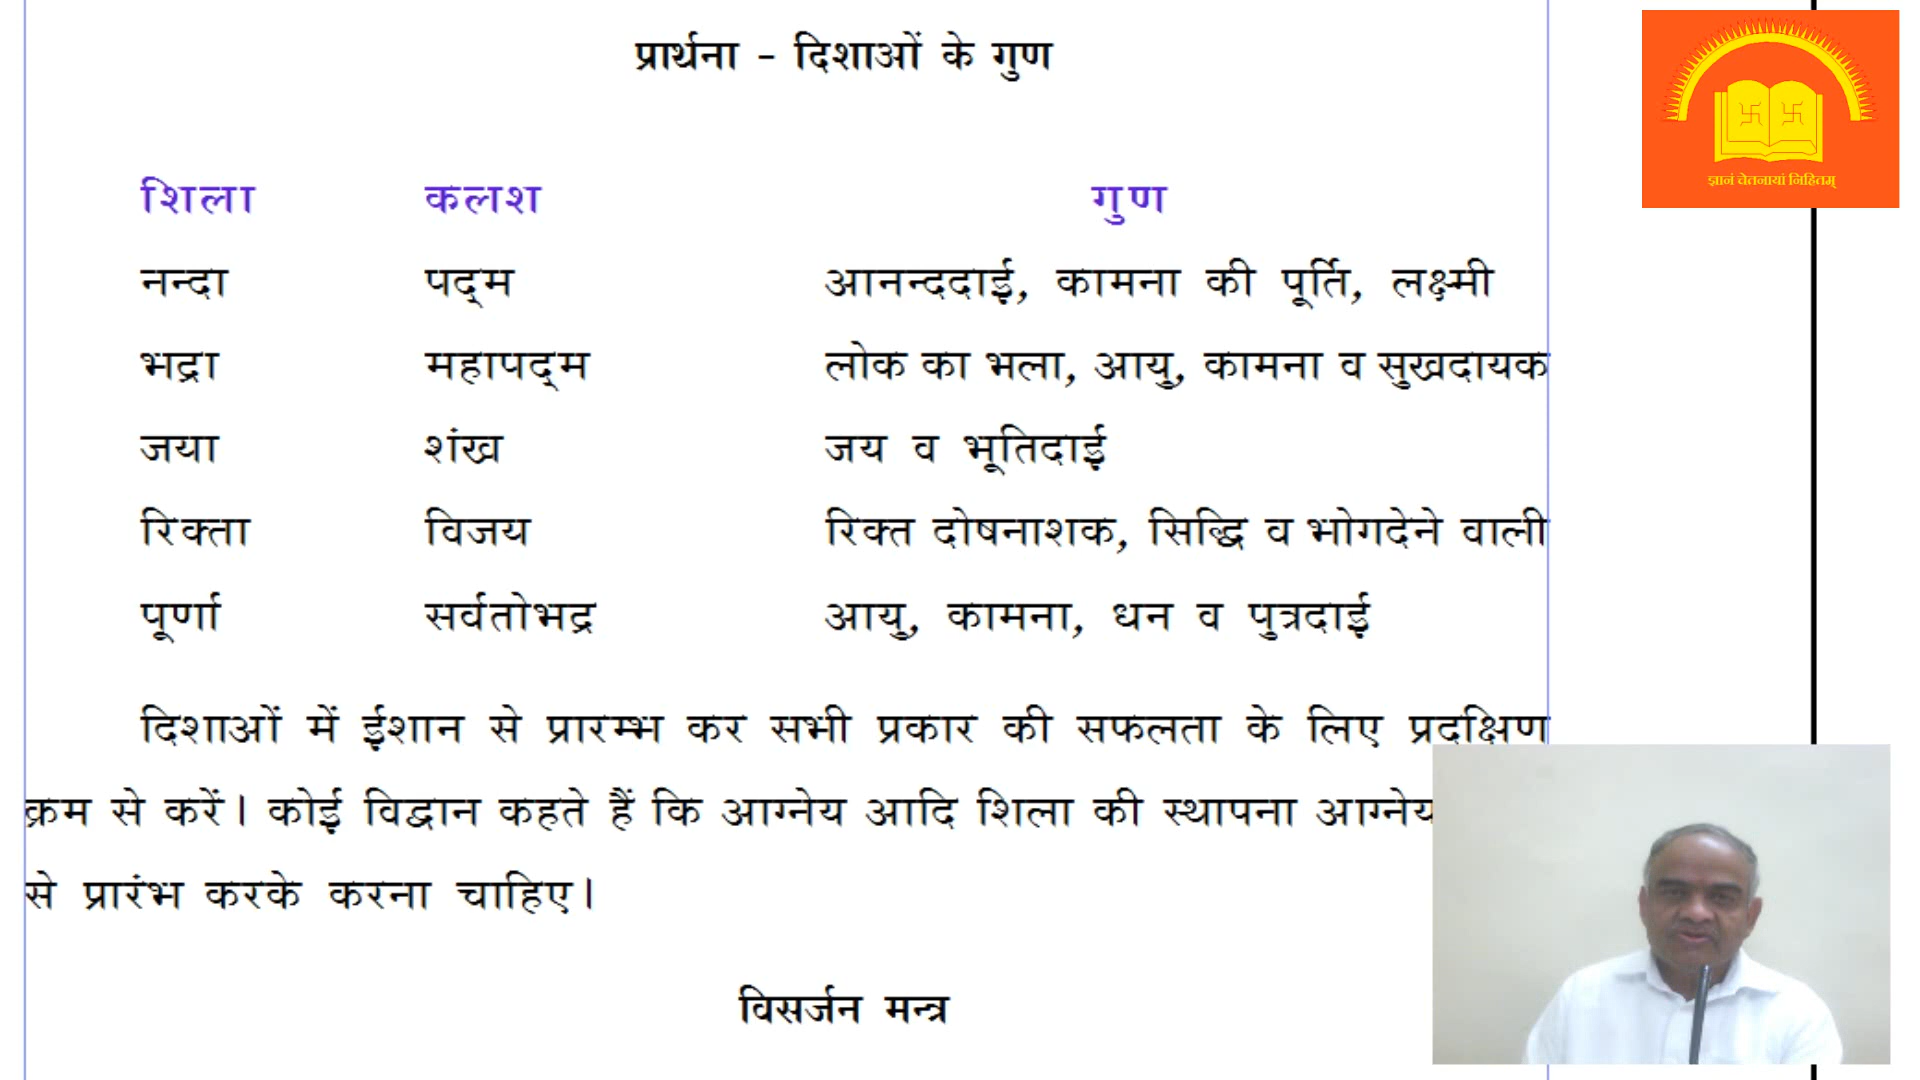 प्रार्थना - दिशाओं के गुण
ज्ञानं चेतनायां निहितम्
शिला कलश गुण
नन्दा पद्म आनन्ददाई, कामना की पूर्ति, लक्ष्मी
भद्रा महापद्म लोक का भला, आयु, कामना व सुखदायक
जया शंख जय व भूतिदाई
रिक्ता विजय रिक्त दोषनाशक, सिद्धि व भोगदेने वाली
पूर्णा सर्वतोभद्र आयु, कामना, धन व पुत्रदाई
दिशाओं में ईशान से प्रारम्भ कर सभी प्रकार की सफलता के लिए प्रदक्षिण
क्रम से करें। कोई विद्वान कहते हैं कि आग्नेय आदि शिला की स्थापना आग्नेय
से प्रारंभ करके करना चाहिए।
विसर्जन मन्त्र